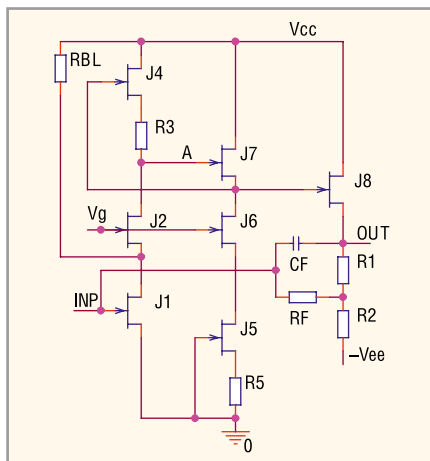 Vcc
RBL
J4
R3
A
J7
J8
Vg
J2
J6
OUT
CF
R1
INP
J1
RF
R2
J5
–Vee
R5
0